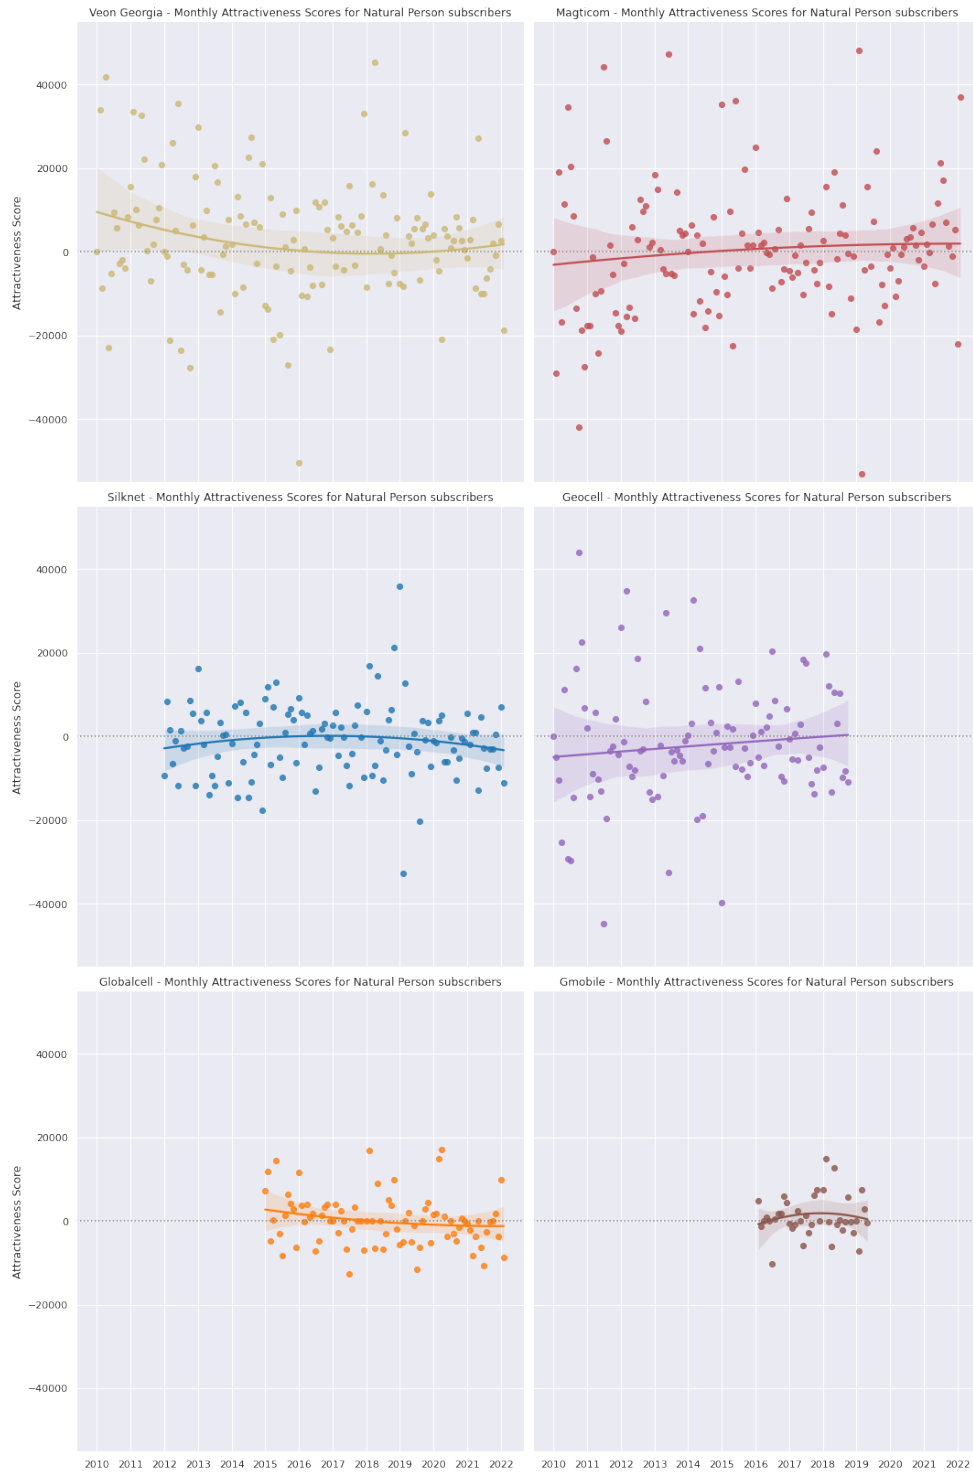 Veon Georgia - Monthly Attractiveness Scores for Natural Person subscribers
Magticom - Monthly Attractiveness Scores for Natural Person subscribers
40000
20000
0
−20000
−40000
Attractiveness Score
Silknet - Monthly Attractiveness Scores for Natural Person subscribers
Geocell - Monthly Attractiveness Scores for Natural Person subscribers
40000
20000
0
−20000
−40000
Attractiveness Score
Globalcell - Monthly Attractiveness Scores for Natural Person subscribers
Gmobile - Monthly Attractiveness Scores for Natural Person subscribers
40000
20000
0
−20000
−40000
Attractiveness Score
2010 2011 2012 2013 2014 2015 2016 2017 2018 2019 2020 2021 2022
2010 2011 2012 2013 2014 2015 2016 2017 2018 2019 2020 2021 2022